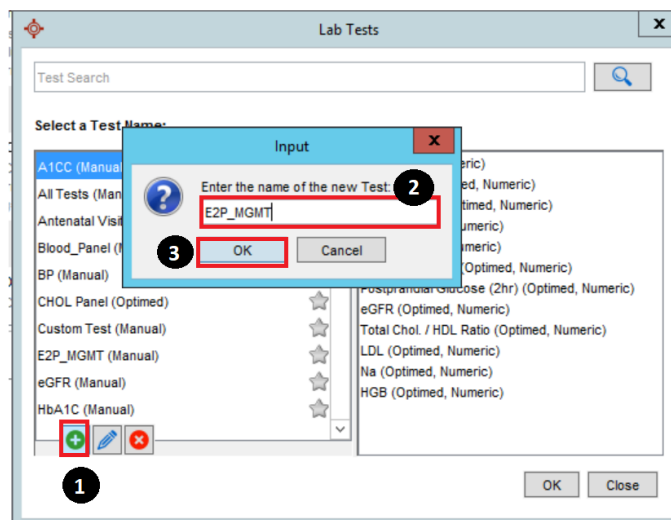 Lab Tests
x
Test Search
Select a Test Name:
Input
x
A1CC (Manual
All Tests (Man
Antenatal Visi
Blood_Panel (
BP (Manual)
CHOL Panel (Optimed)
Custom Test (Manual)
E2P_MGMT (Manual)
eGFR (Manual)
HbA1C (Manual)
Enter the name of the new Test:
2
E2P_MGMT
3
OK
Cancel
eric)
ed, Numeric)
timed, Numeric)
umeric)
umeric)
(Optimed, Numeric)
Postprandial Glucose (2hr) (Optimed, Numeric)
eGFR (Optimed, Numeric)
Total Chol. / HDL Ratio (Optimed, Numeric)
LDL (Optimed, Numeric)
Na (Optimed, Numeric)
HGB (Optimed, Numeric)
1
OK
Close